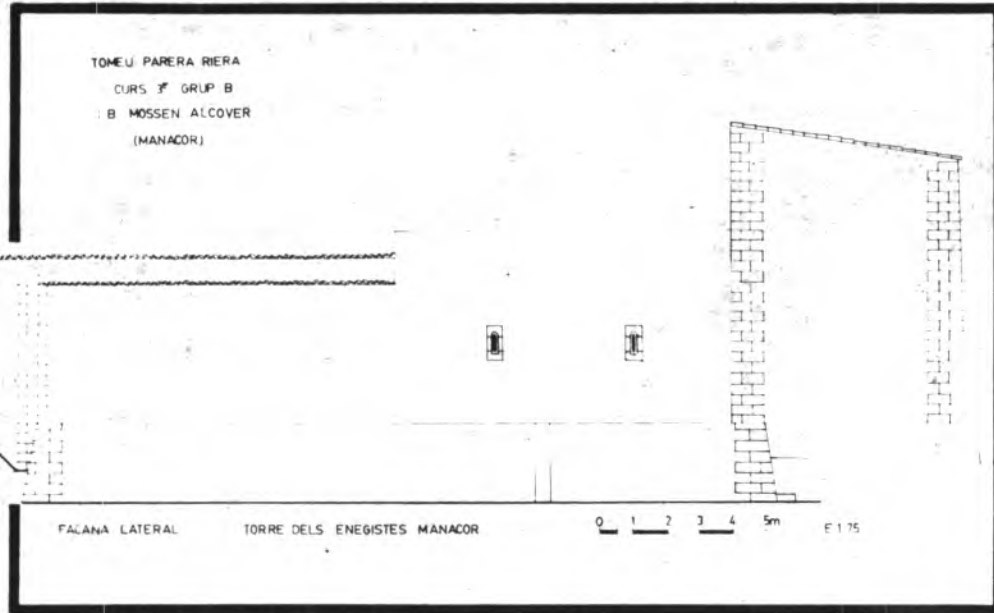 TOMEU PARERA RIERA
CURS 3er GRUP B
B MOSSEN ALCOVER
(MANACOR)
FAÇANA LATERAL TORRE DELS ENEGISTES MANACOR 0 1 2 3 4 5m E 1 75